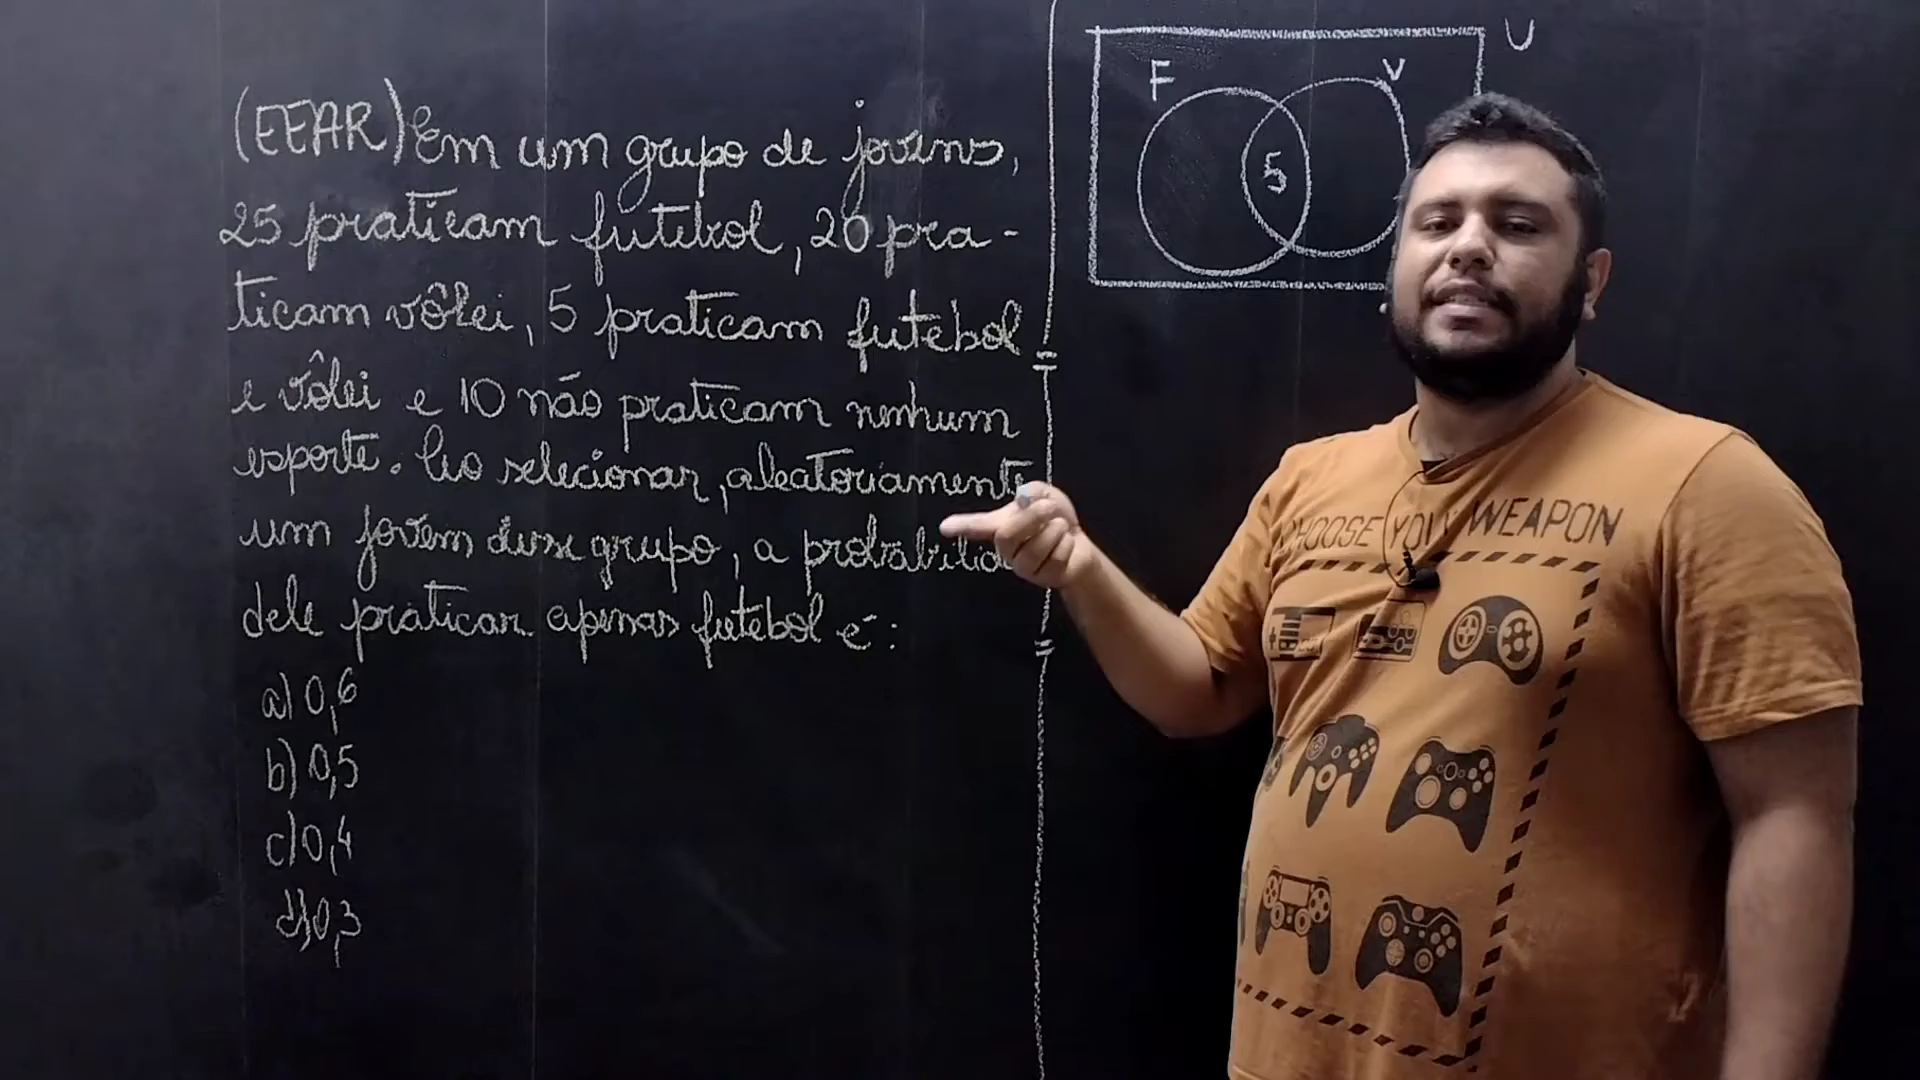 (EEAR) Em um grupo de jovens,
25 praticam futebol, 20 pra-
ticam vôlei, 5 praticam futebol
e vôlei e 10 não praticam nenhum
esporte. Ao selecionar, aleatoriamente
um jovem desse grupo, a probabilida
dele praticar apenas futebol é:
a) 0,6
b) 0,5
c) 0,4
d) 0,3
U
F V
5
CHOOSE YOU WEAPON